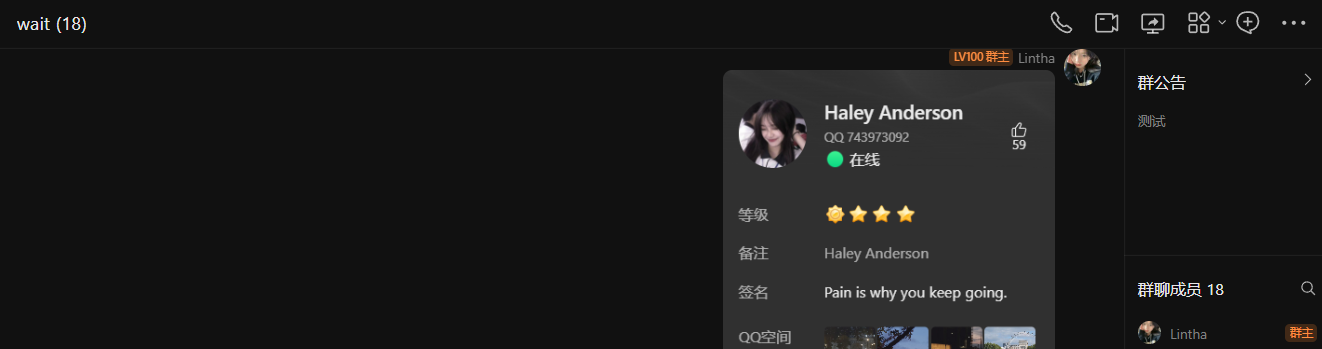 wait (18)
LV100 群主 Lintha
群公告
测试
Haley Anderson
QQ 743973092
在线
59
等级
备注 Haley Anderson
签名 Pain is why you keep going.
QQ空间
群聊成员 18
Lintha 群主